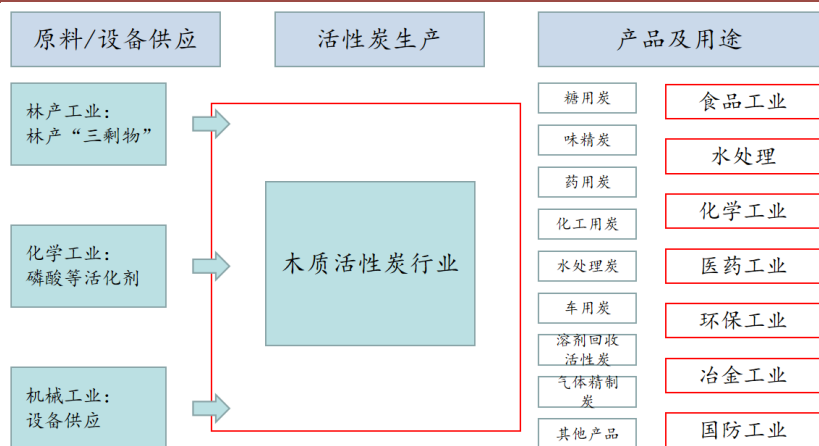 原料/设备供应
活性炭生产
产品及用途
林产工业：
林产“三剩物”
化学工业：
磷酸等活化剂
机械工业：
设备供应
木质活性炭行业
糖用炭
味精炭
药用炭
化工用炭
水处理炭
车用炭
溶剂回收
活性炭
气体精制
炭
其他产品
食品工业
水处理
化学工业
医药工业
环保工业
冶金工业
国防工业